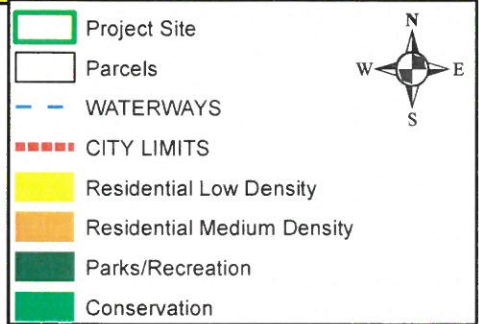 Project Site
Parcels
WATERWAYS
CITY LIMITS
Residential Low Density
Residential Medium Density
Parks/Recreation
Conservation
N
W E
S